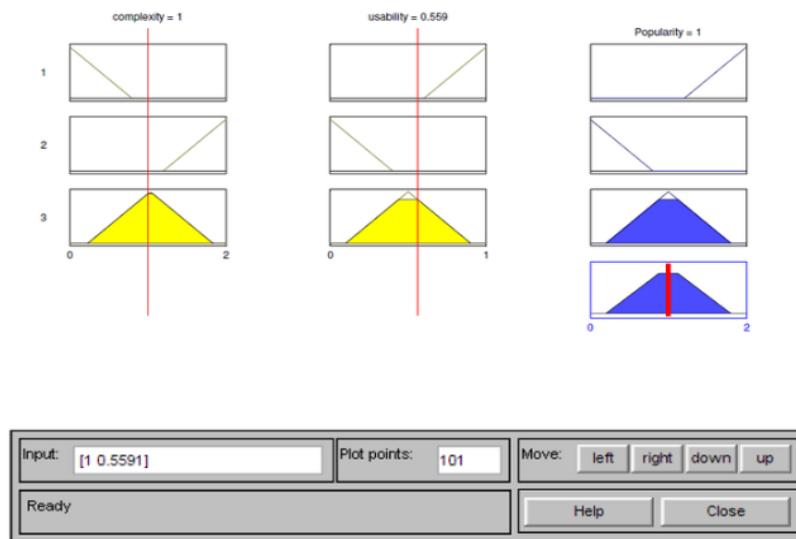 complexity = 1
usability = 0.559
Popularity = 1
1
2
3
0
2
0
1
0
2
Input:
[1 0.5591]
Plot points:
101
Move:
left
right
down
up
Ready
Help
Close